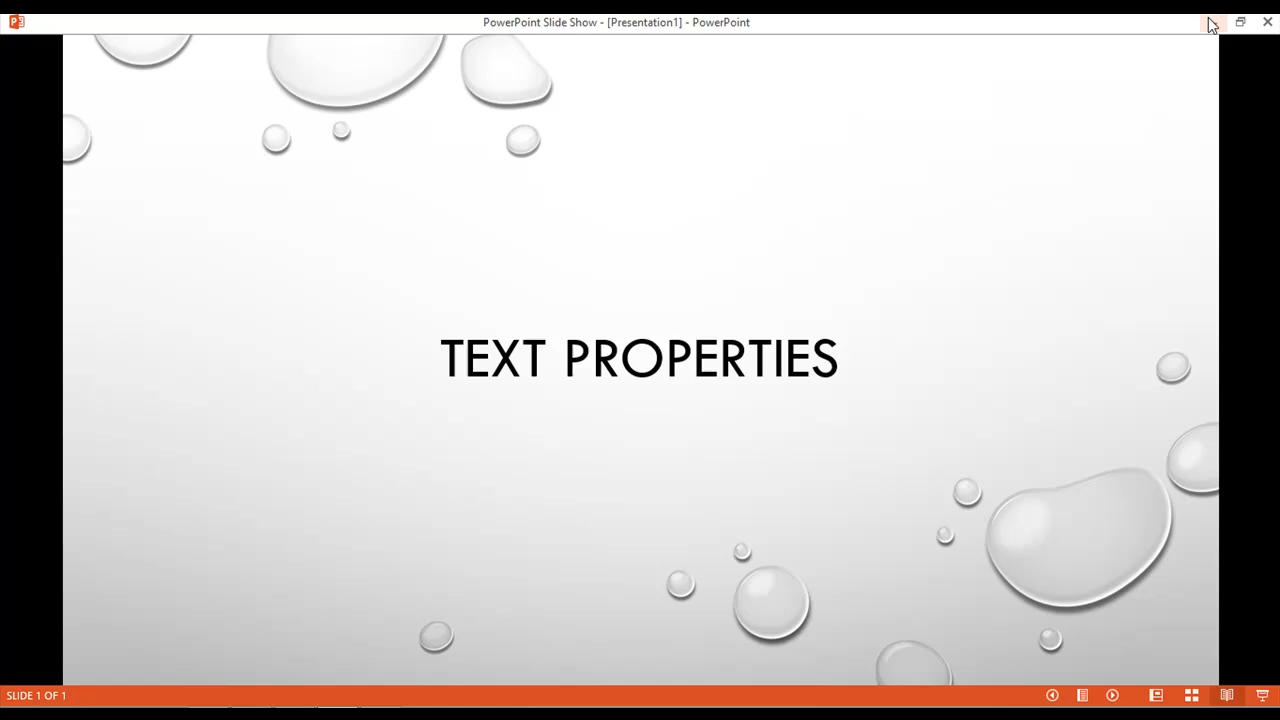 PowerPoint Slide Show - [Presentation1] - PowerPoint
TEXT PROPERTIES
SLIDE 1 OF 1